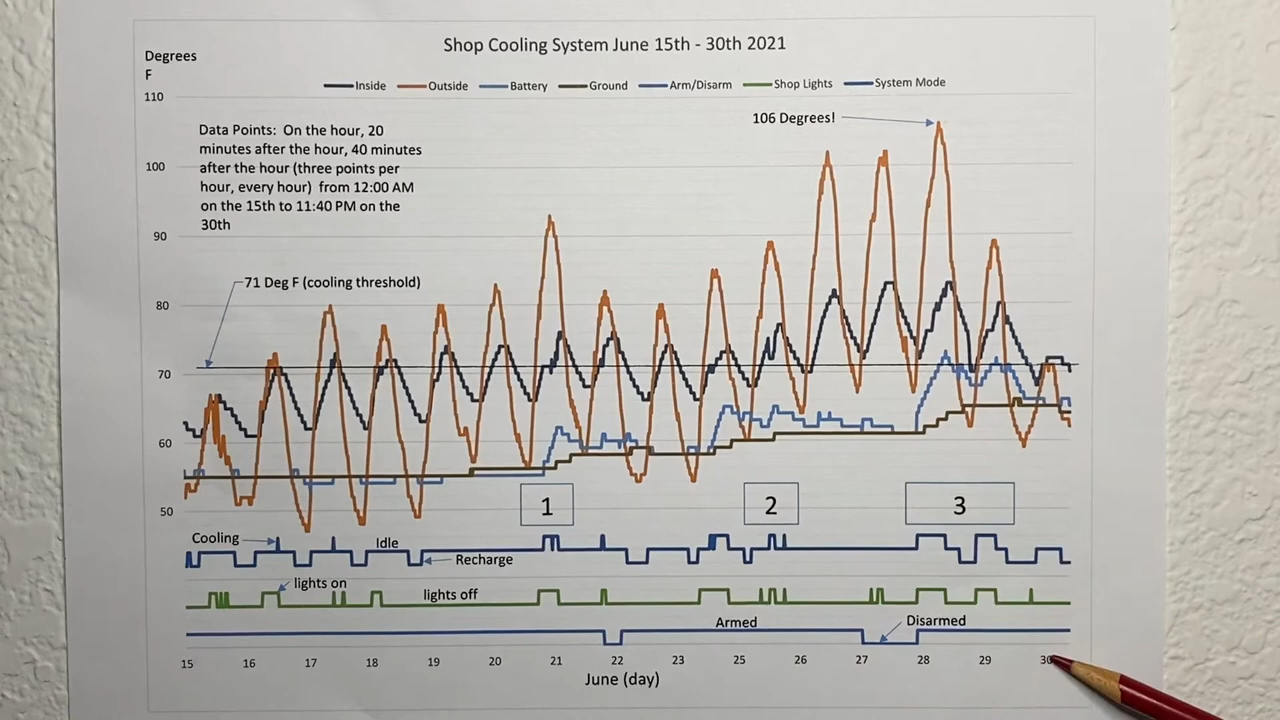 Shop Cooling System June 15th - 30th 2021
Degrees
F
Inside Outside Battery Ground Arm/Disarm Shop Lights System Mode
110
106 Degrees!
Data Points: On the hour, 20
minutes after the hour, 40 minutes
after the hour (three points per
hour, every hour) from 12:00 AM
on the 15th to 11:40 PM on the
30th
100
90
71 Deg F (cooling threshold)
80
70
60
50
1 2 3
Cooling Idle
Recharge
lights on
lights off
Armed Disarmed
15 16 17 18 19 20 21 22 23 25 26 27 28 29 30
June (day)